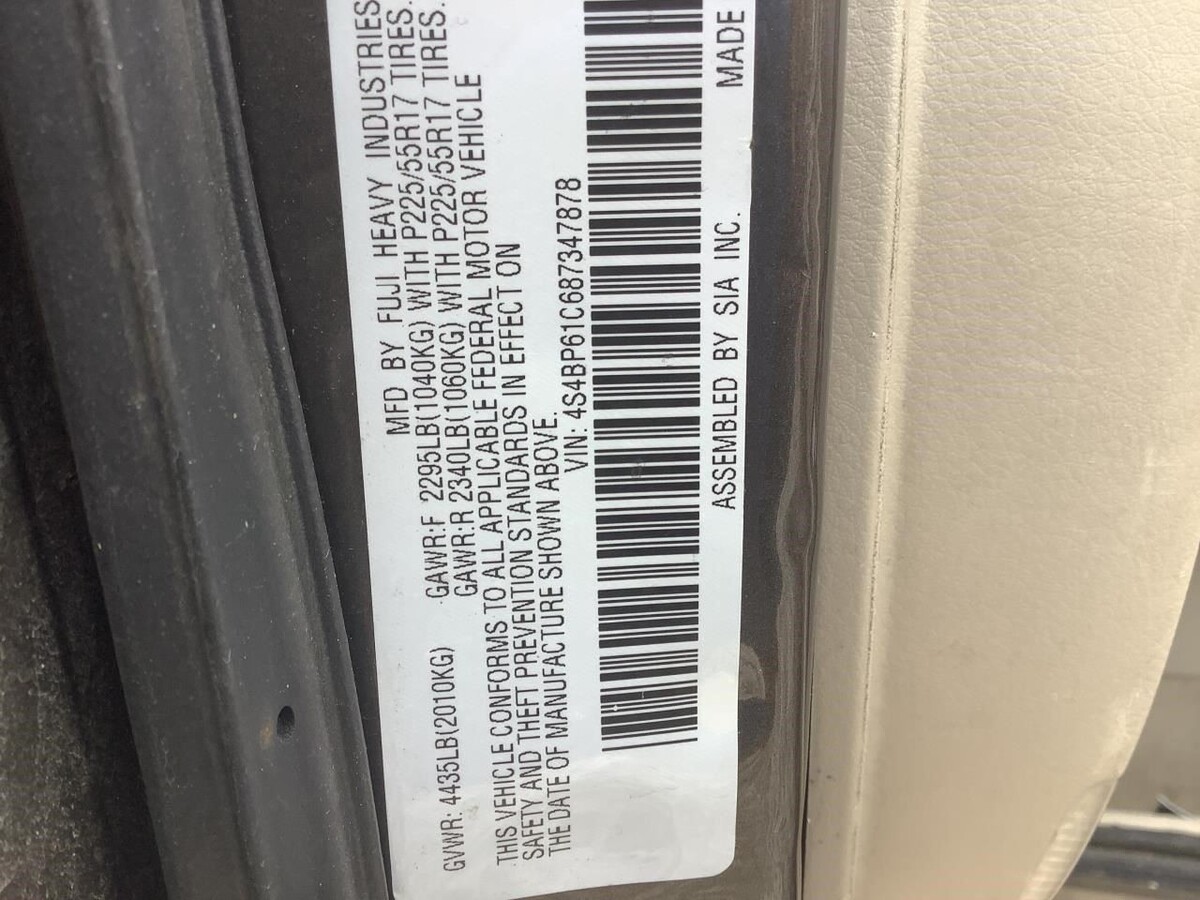 MFD BY FUJI HEAVY INDUSTRIES
GVWR: 4435LB(2010KG) GAWR:F 2295LB(1040KG) WITH P225/55R17 TIRES.
GAWR:R 2340LB(1060KG) WITH P225/55R17 TIRES.
THIS VEHICLE CONFORMS TO ALL APPLICABLE FEDERAL MOTOR VEHICLE
SAFETY AND THEFT PREVENTION STANDARDS IN EFFECT ON
THE DATE OF MANUFACTURE SHOWN ABOVE.
VIN: 4S4BP61C687347878
ASSEMBLED BY SIA INC. MADE